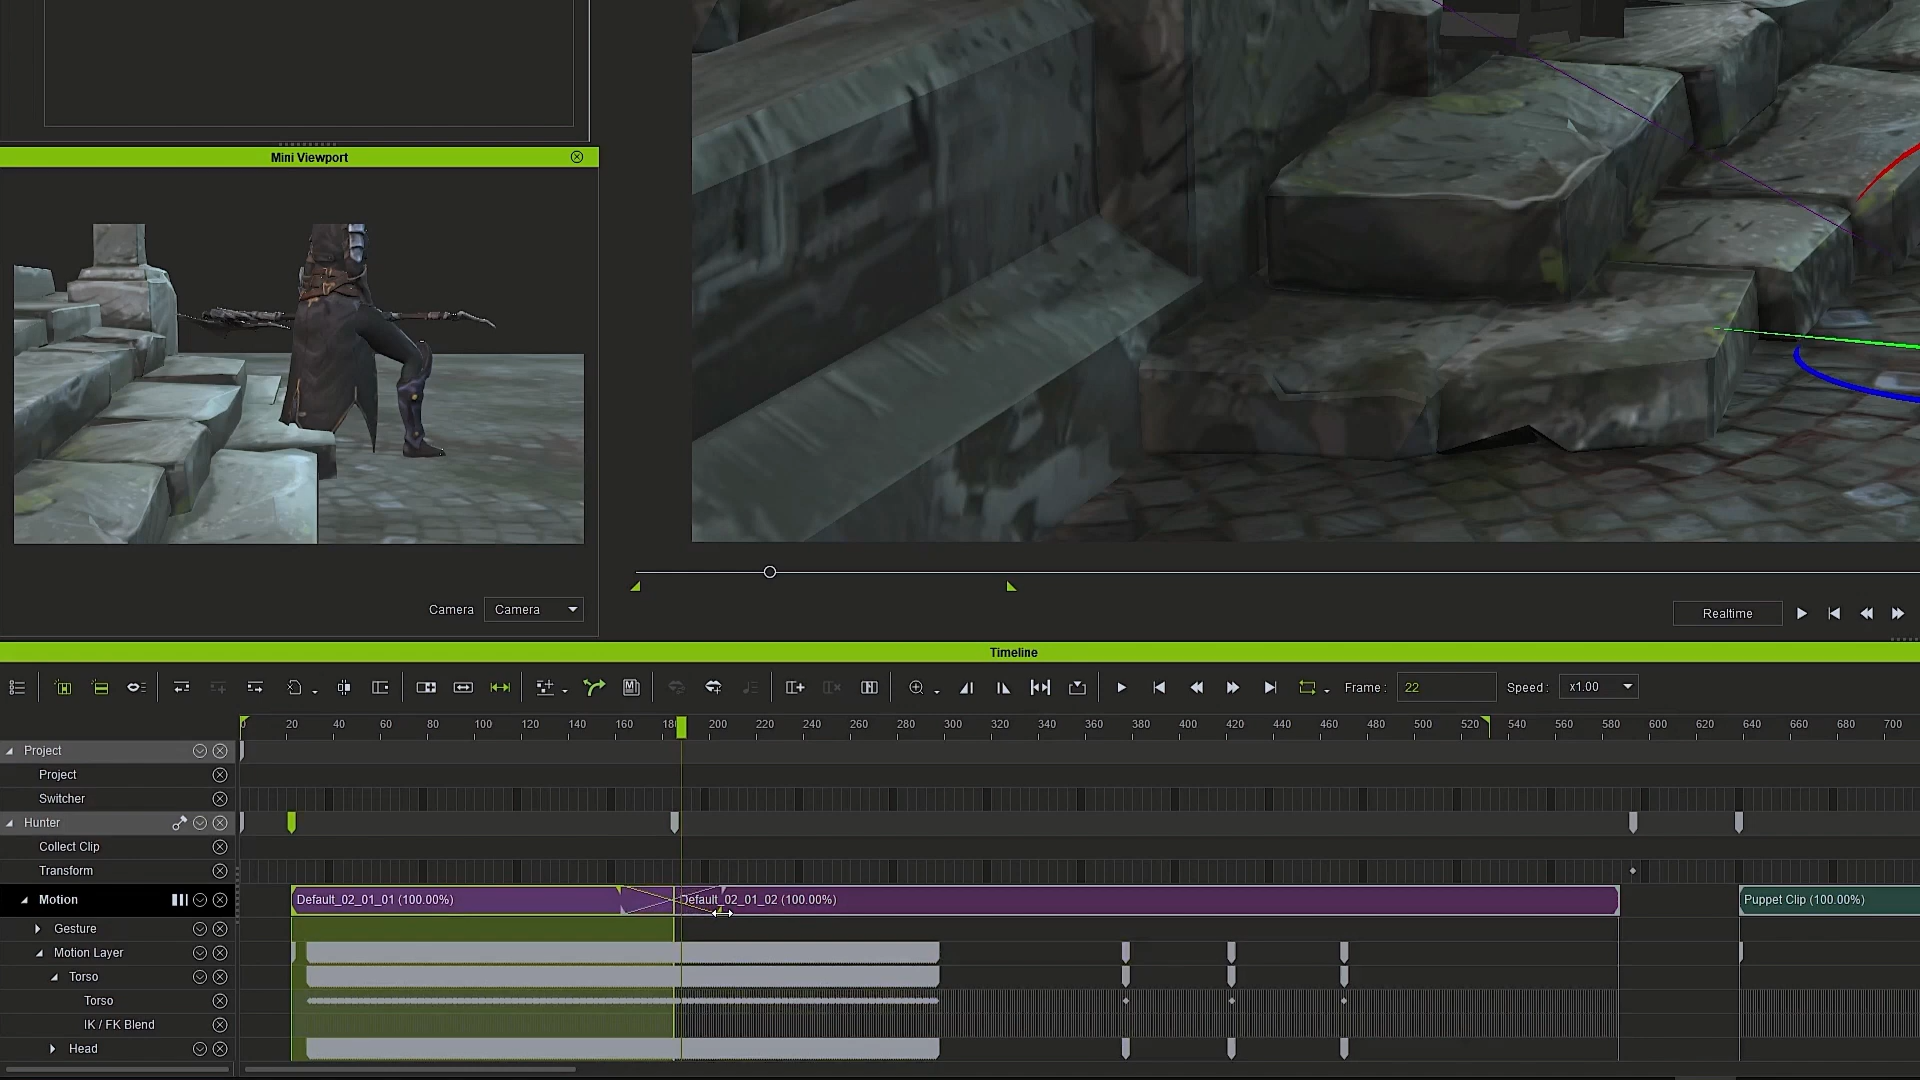 Mini Viewport
Camera Camera
Realtime
Timeline
Frame : 22 Speed : x1.00
0 20 40 60 80 100 120 140 160 180 200 220 240 260 280 300 320 340 360 380 400 420 440 460 480 500 520 540 560 580 600 620 640 660 680 700
Project
Project
Switcher
Hunter
Collect Clip
Transform
Motion Default_02_01_01 (100.00%) Default_02_01_02 (100.00%) Puppet Clip (100.00%)
Gesture
Motion Layer
Torso
Torso
IK / FK Blend
Head